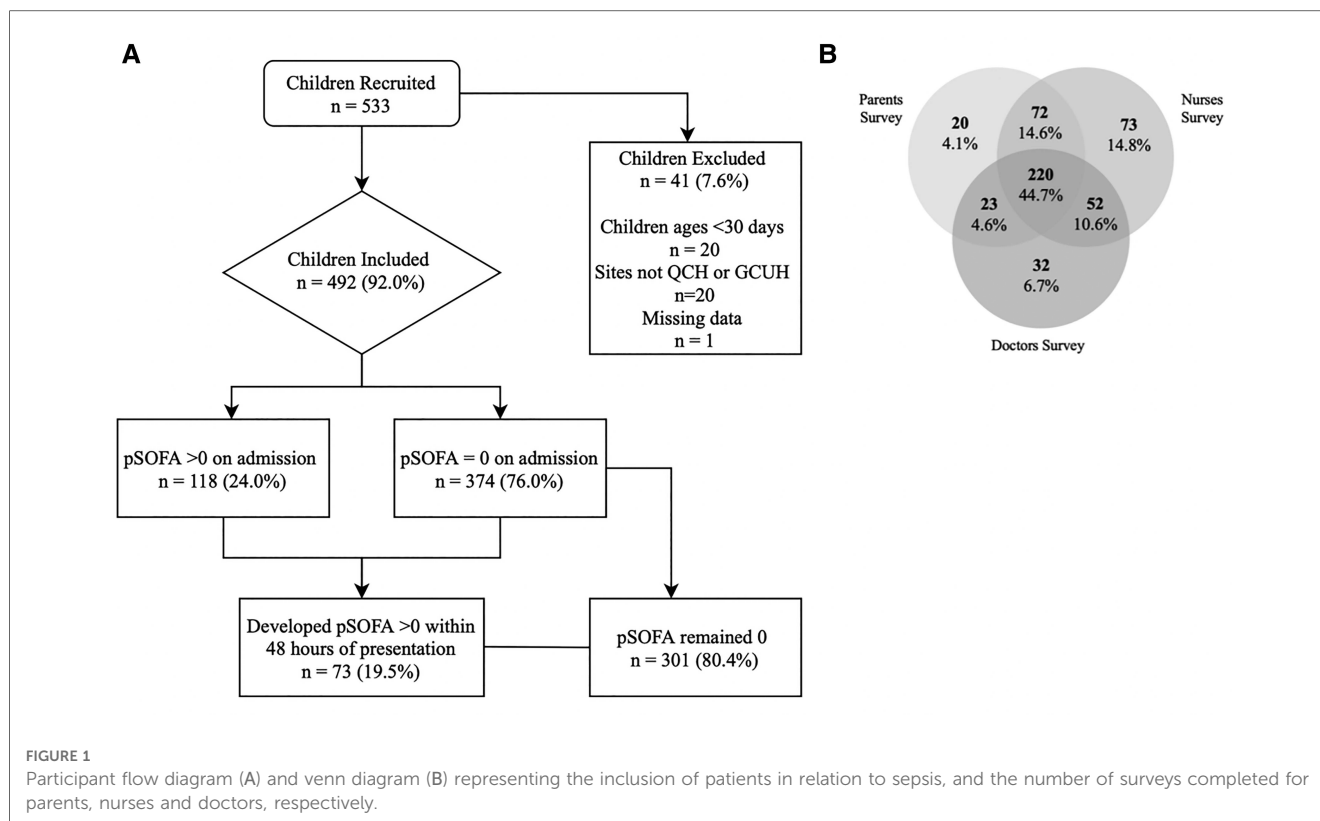 A
Children Recruited
n = 533
Children Excluded
n = 41 (7.6%)
Children ages <30 days
n = 20
Sites not QCH or GCUH
n=20
Missing data
n = 1
Children Included
n = 492 (92.0%)
pSOFA >0 on admission
n = 118 (24.0%)
pSOFA = 0 on admission
n = 374 (76.0%)
Developed pSOFA >0 within
48 hours of presentation
n = 73 (19.5%)
pSOFA remained 0
n = 301 (80.4%)
B
Parents
Survey
Nurses
Survey
20
4.1%
72
14.6%
73
14.8%
220
44.7%
23
4.6%
52
10.6%
32
6.7%
Doctors Survey
FIGURE 1
Participant flow diagram (A) and venn diagram (B) representing the inclusion of patients in relation to sepsis, and the number of surveys completed for
parents, nurses and doctors, respectively.